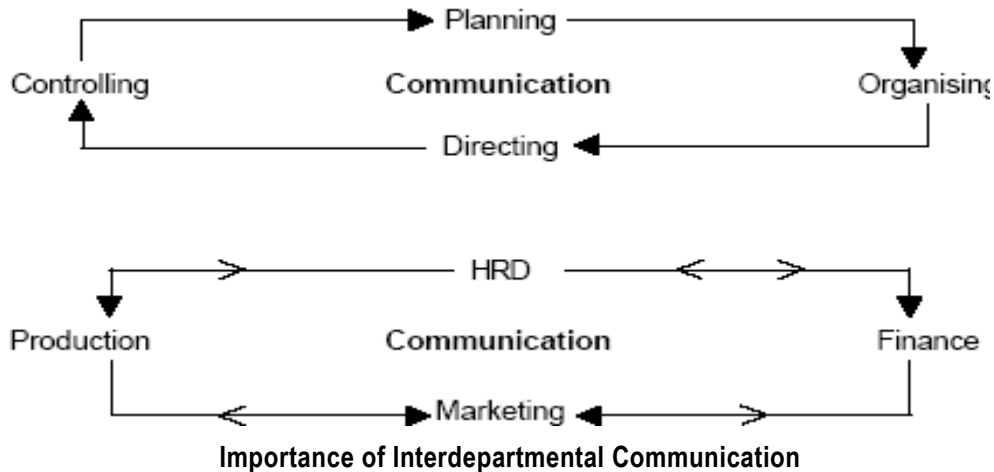 Planning
Controlling Communication Organising
Directing
HRD
Production Communication Finance
Marketing
Importance of Interdepartmental Communication